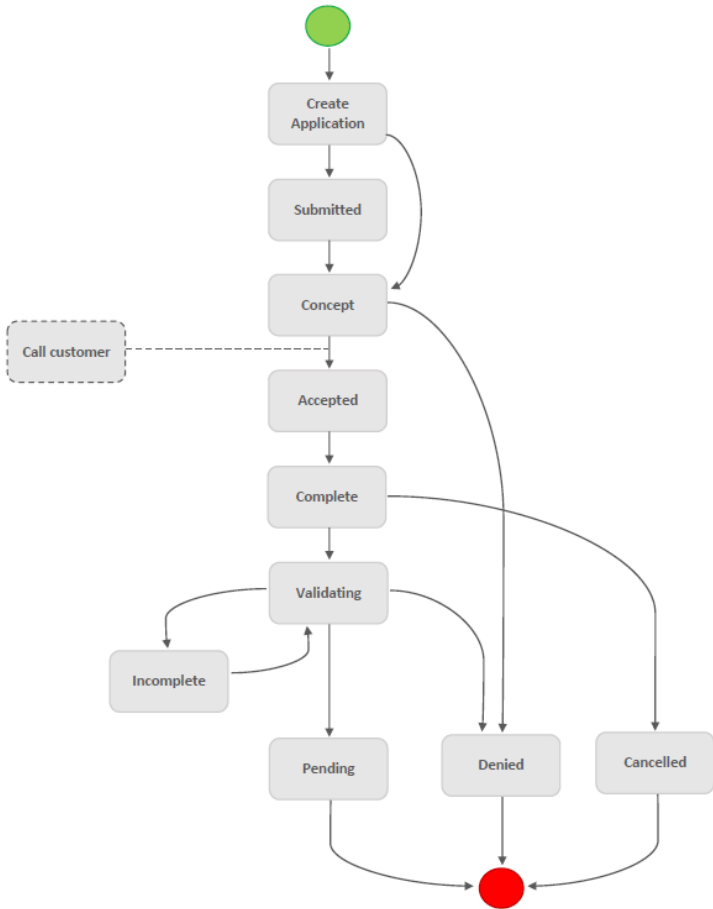 Create
Application
Submitted
Concept
Call customer
Accepted
Complete
Validating
Incomplete
Pending
Denied
Cancelled